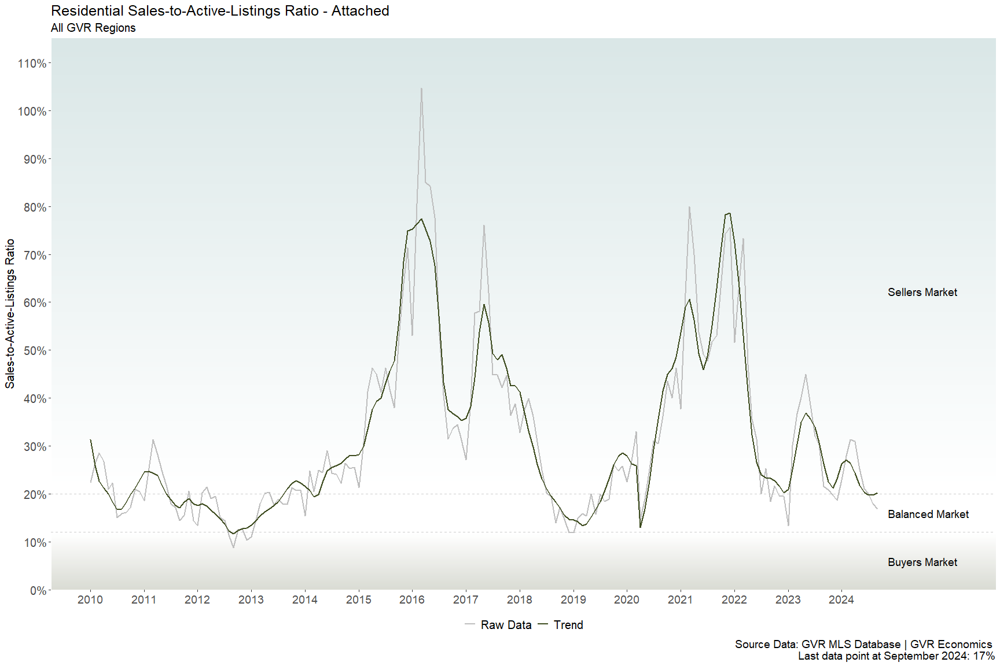 Residential Sales-to-Active-Listings Ratio - Attached
All GVR Regions
Sales-to-Active-Listings Ratio
110%
100%
90%
80%
70%
60%
50%
40%
30%
20%
10%
0%
Sellers Market
Balanced Market
Buyers Market
2010 2011 2012 2013 2014 2015 2016 2017 2018 2019 2020 2021 2022 2023 2024
Raw Data Trend
Source Data: GVR MLS Database | GVR Economics
Last data point at September 2024: 17%